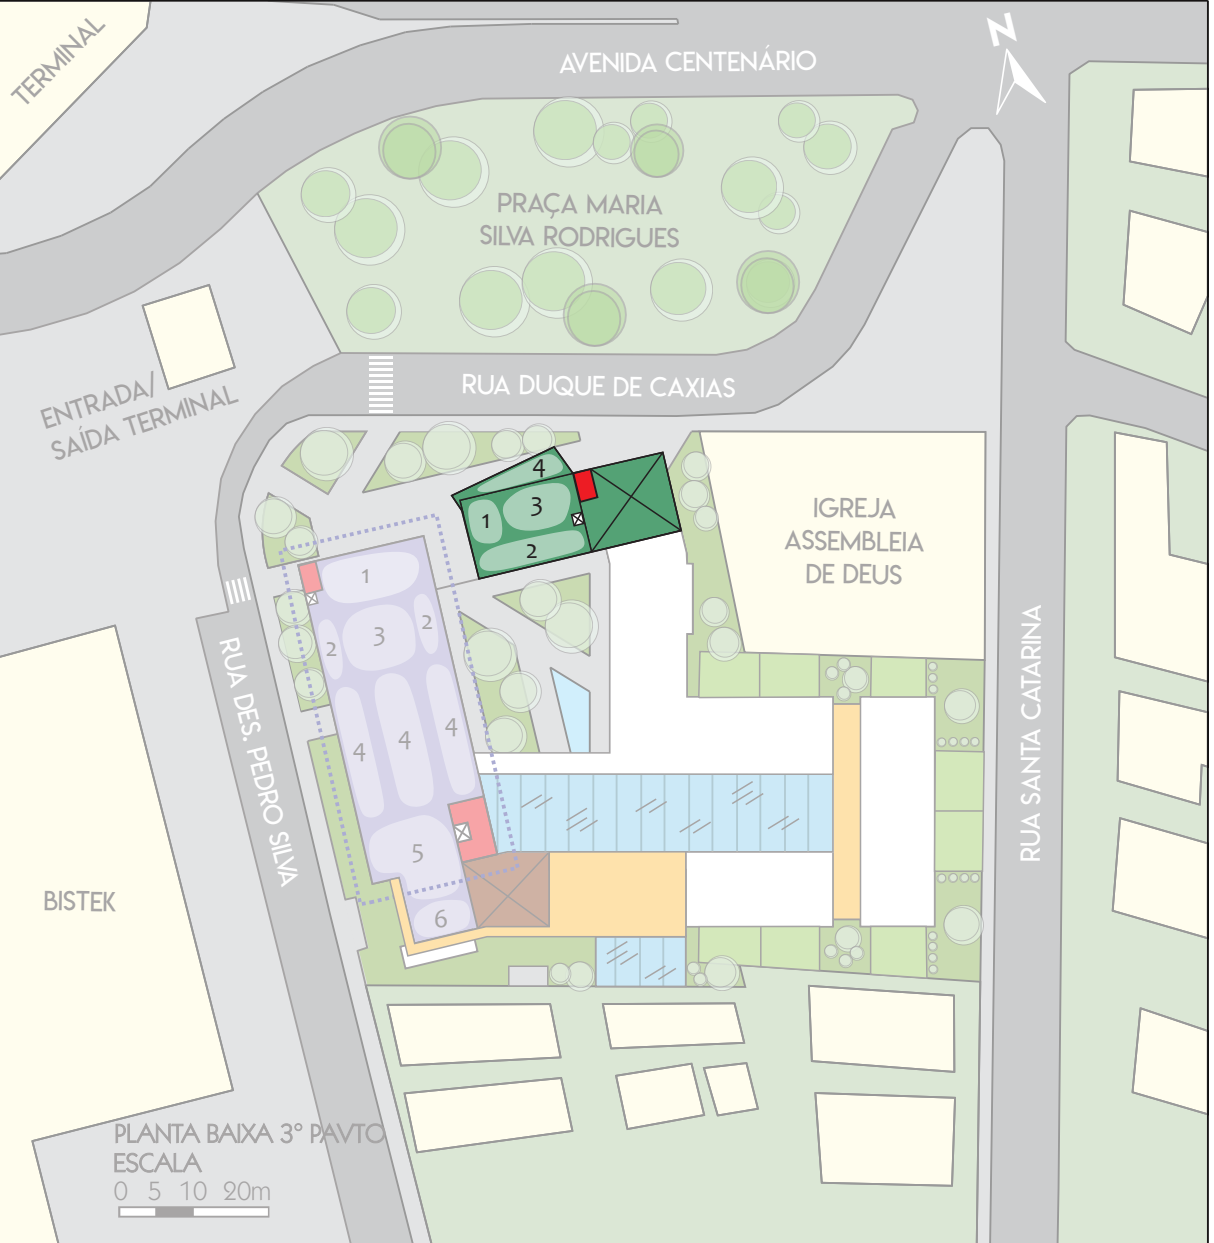 TERMINAL
AVENIDA CENTENÁRIO
N
PRAÇA MARIA
SILVA RODRIGUES
ENTRADA/
SAÍDA TERMINAL
RUA DUQUE DE CAXIAS
4
3
1
2
IGREJA
ASSEMBLEIA
DE DEUS
1
2
3
2
4
4
4
5
6
RUA DES. PEDRO SILVA
RUA SANTA CATARINA
BISTEK
PLANTA BAIXA 3° PAVTO
ESCALA
0 5 10 20m